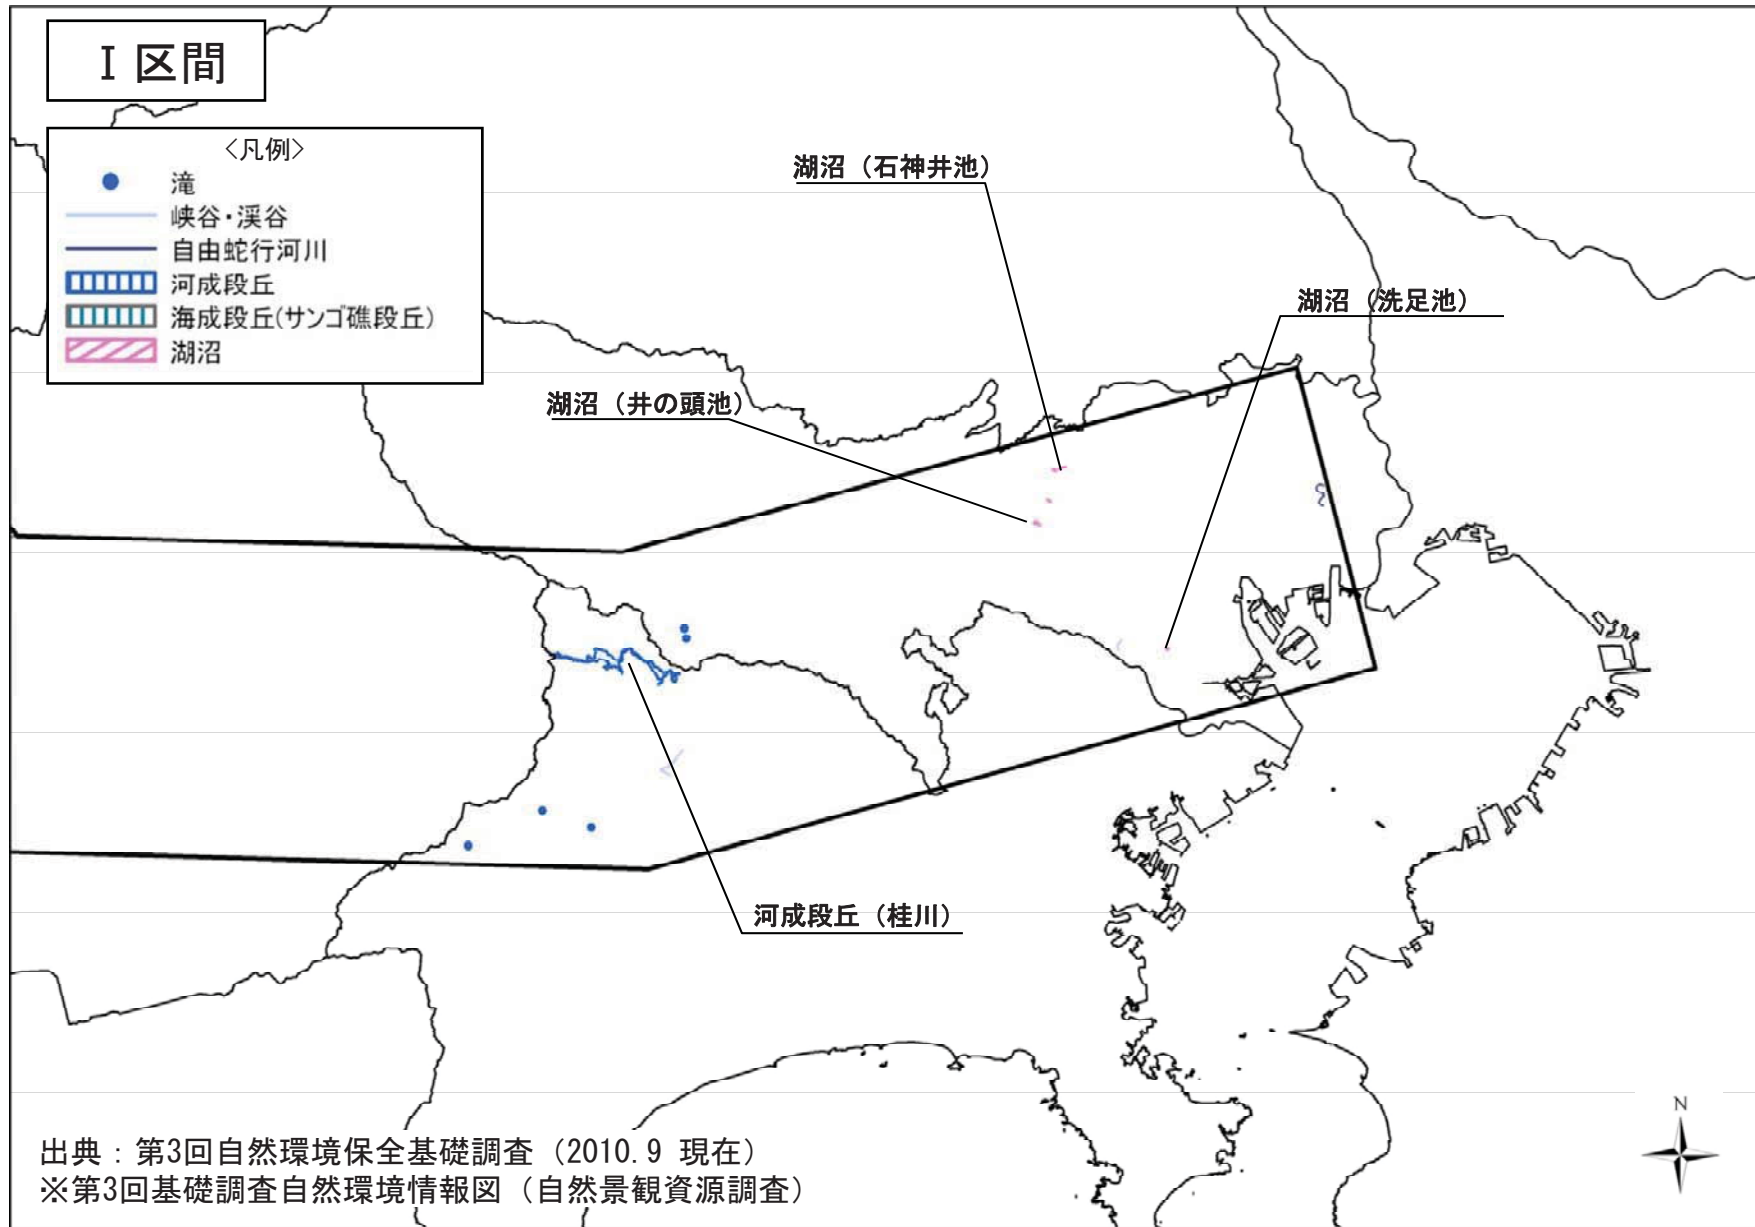 Ⅰ区間
<凡例>
滝
峡谷・渓谷
自由蛇行河川
河成段丘
海成段丘(サンゴ礁段丘)
湖沼
湖沼（石神井池）
湖沼（洗足池）
湖沼（井の頭池）
河成段丘（桂川）
N
出典：第3回自然環境保全基礎調査（2010.9 現在）
※第3回基礎調査自然環境情報図（自然景観資源調査）